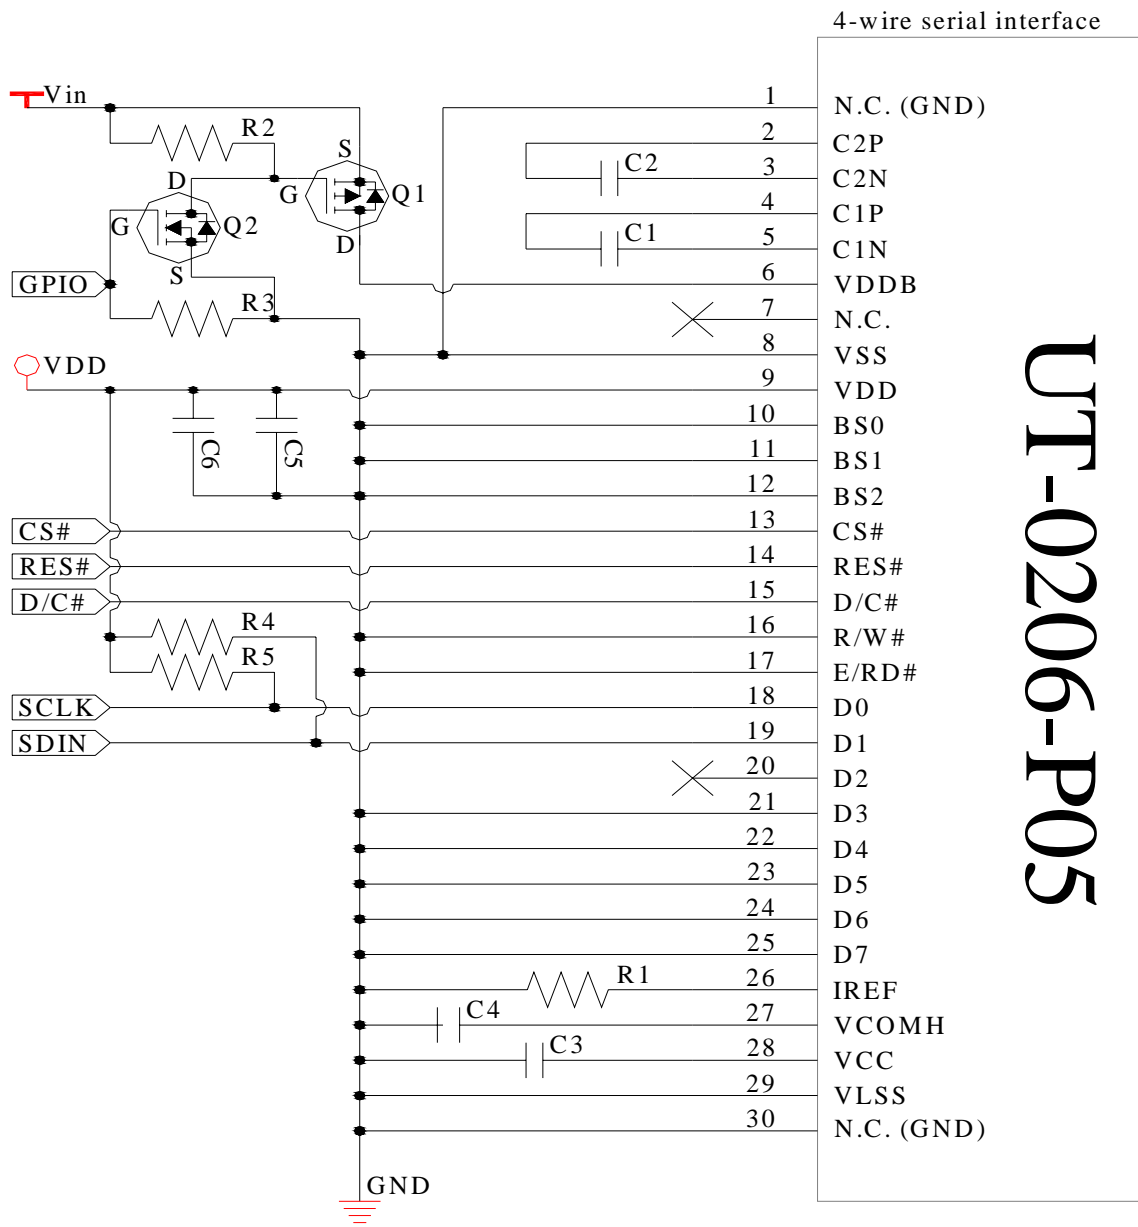 4-wire serial interface
Vin
R2
S
G
Q1
D
D
G
Q2
S
GPIO
R3
VDD
C6
C5
CS#
RES#
D/C#
R4
R5
SCLK
SDIN
C2
C1
R1
C4
C3
GND
1 N.C. (GND)
2 C2P
3 C2N
4 C1P
5 C1N
6 VDDB
7 N.C.
8 VSS
9 VDD
10 BS0
11 BS1
12 BS2
13 CS#
14 RES#
15 D/C#
16 R/W#
17 E/RD#
18 D0
19 D1
20 D2
21 D3
22 D4
23 D5
24 D6
25 D7
26 IREF
27 VCOMH
28 VCC
29 VLSS
30 N.C. (GND)
UT-0206-P05